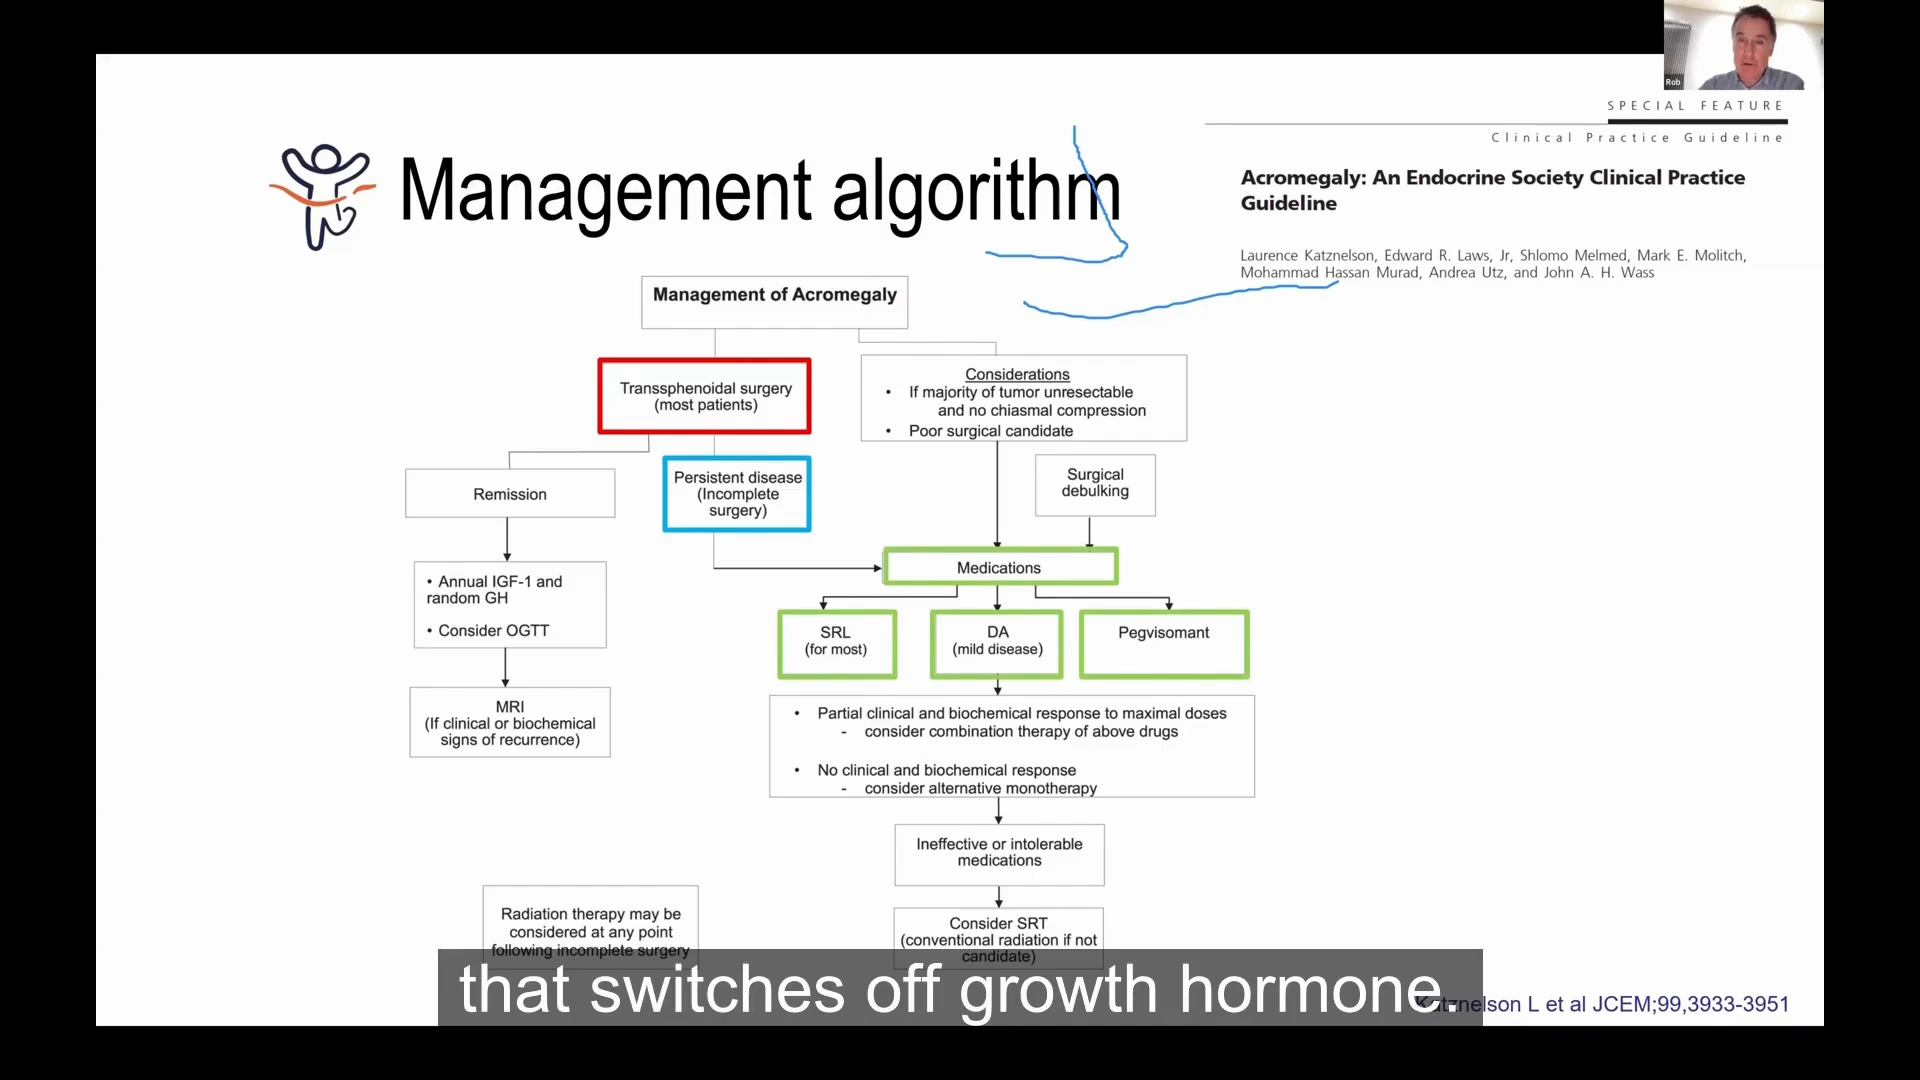 Rob
SPECIAL FEATURE
Clinical Practice Guideline
Management algorithm
Acromegaly: An Endocrine Society Clinical Practice
Guideline
Laurence Katznelson, Edward R. Laws, Jr, Shlomo Melmed, Mark E. Molitch,
Mohammad Hassan Murad, Andrea Utz, and John A. H. Wass
Management of Acromegaly
Transsphenoidal surgery
(most patients)
Considerations
• If majority of tumor unresectable
and no chiasmal compression
• Poor surgical candidate
Remission
Persistent disease
(Incomplete
surgery)
Surgical
debulking
Medications
• Annual IGF-1 and
random GH
• Consider OGTT
SRL
(for most)
DA
(mild disease)
Pegvisomant
MRI
(If clinical or biochemical
signs of recurrence)
• Partial clinical and biochemical response to maximal doses
- consider combination therapy of above drugs
• No clinical and biochemical response
- consider alternative monotherapy
Ineffective or intolerable
medications
Radiation therapy may be
considered at any point
following incomplete surgery
Consider SRT
(conventional radiation if not
candidate)
that switches off growth hormone.
Katznelson L et al JCEM;99,3933-3951